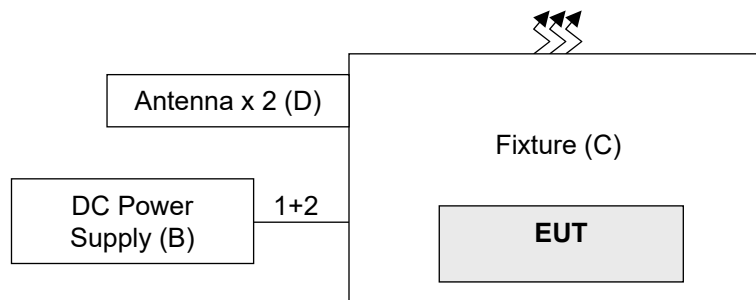 Antenna x 2 (D)
Fixture (C)
DC Power
Supply (B)
1+2
EUT